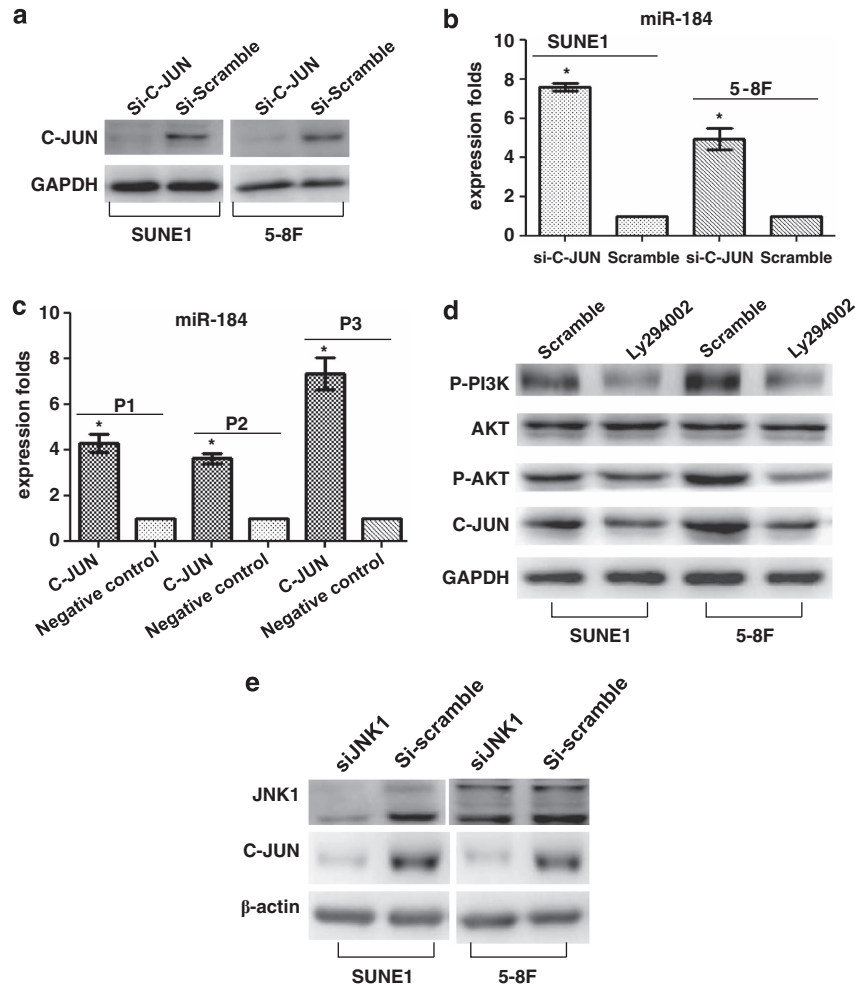 a
Si-C-JUN Si-Scramble Si-C-JUN Si-Scramble
C-JUN
GAPDH
SUNE1 5-8F
b
miR-184
expression folds
10
8
6
4
2
0
SUNE1
*
5-8F
*
si-C-JUN Scramble si-C-JUN Scramble
c
miR-184
expression folds
10
8
6
4
2
0
P1
*
P2
*
P3
*
C-JUN Negative control C-JUN Negative control C-JUN Negative control
d
Scramble Ly294002 Scramble Ly294002
P-PI3K
AKT
P-AKT
C-JUN
GAPDH
SUNE1 5-8F
e
siJNK1 Si-scramble siJNK1 Si-scramble
JNK1
C-JUN
β-actin
SUNE1 5-8F